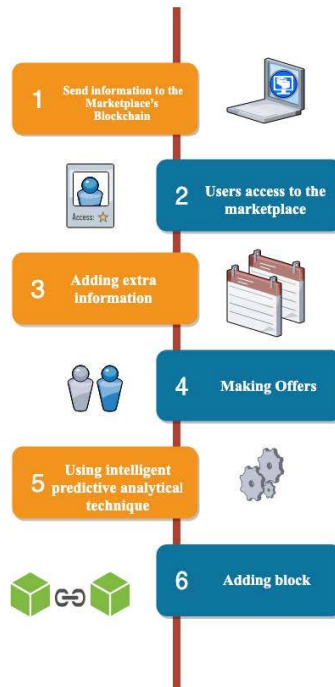 1
Send information to the
Marketplace's
Blockchain
Access:
2
Users access to the
marketplace
3
Adding extra
information
4
Making Offers
5
Using intelligent
predictive analytical
technique
6
Adding block